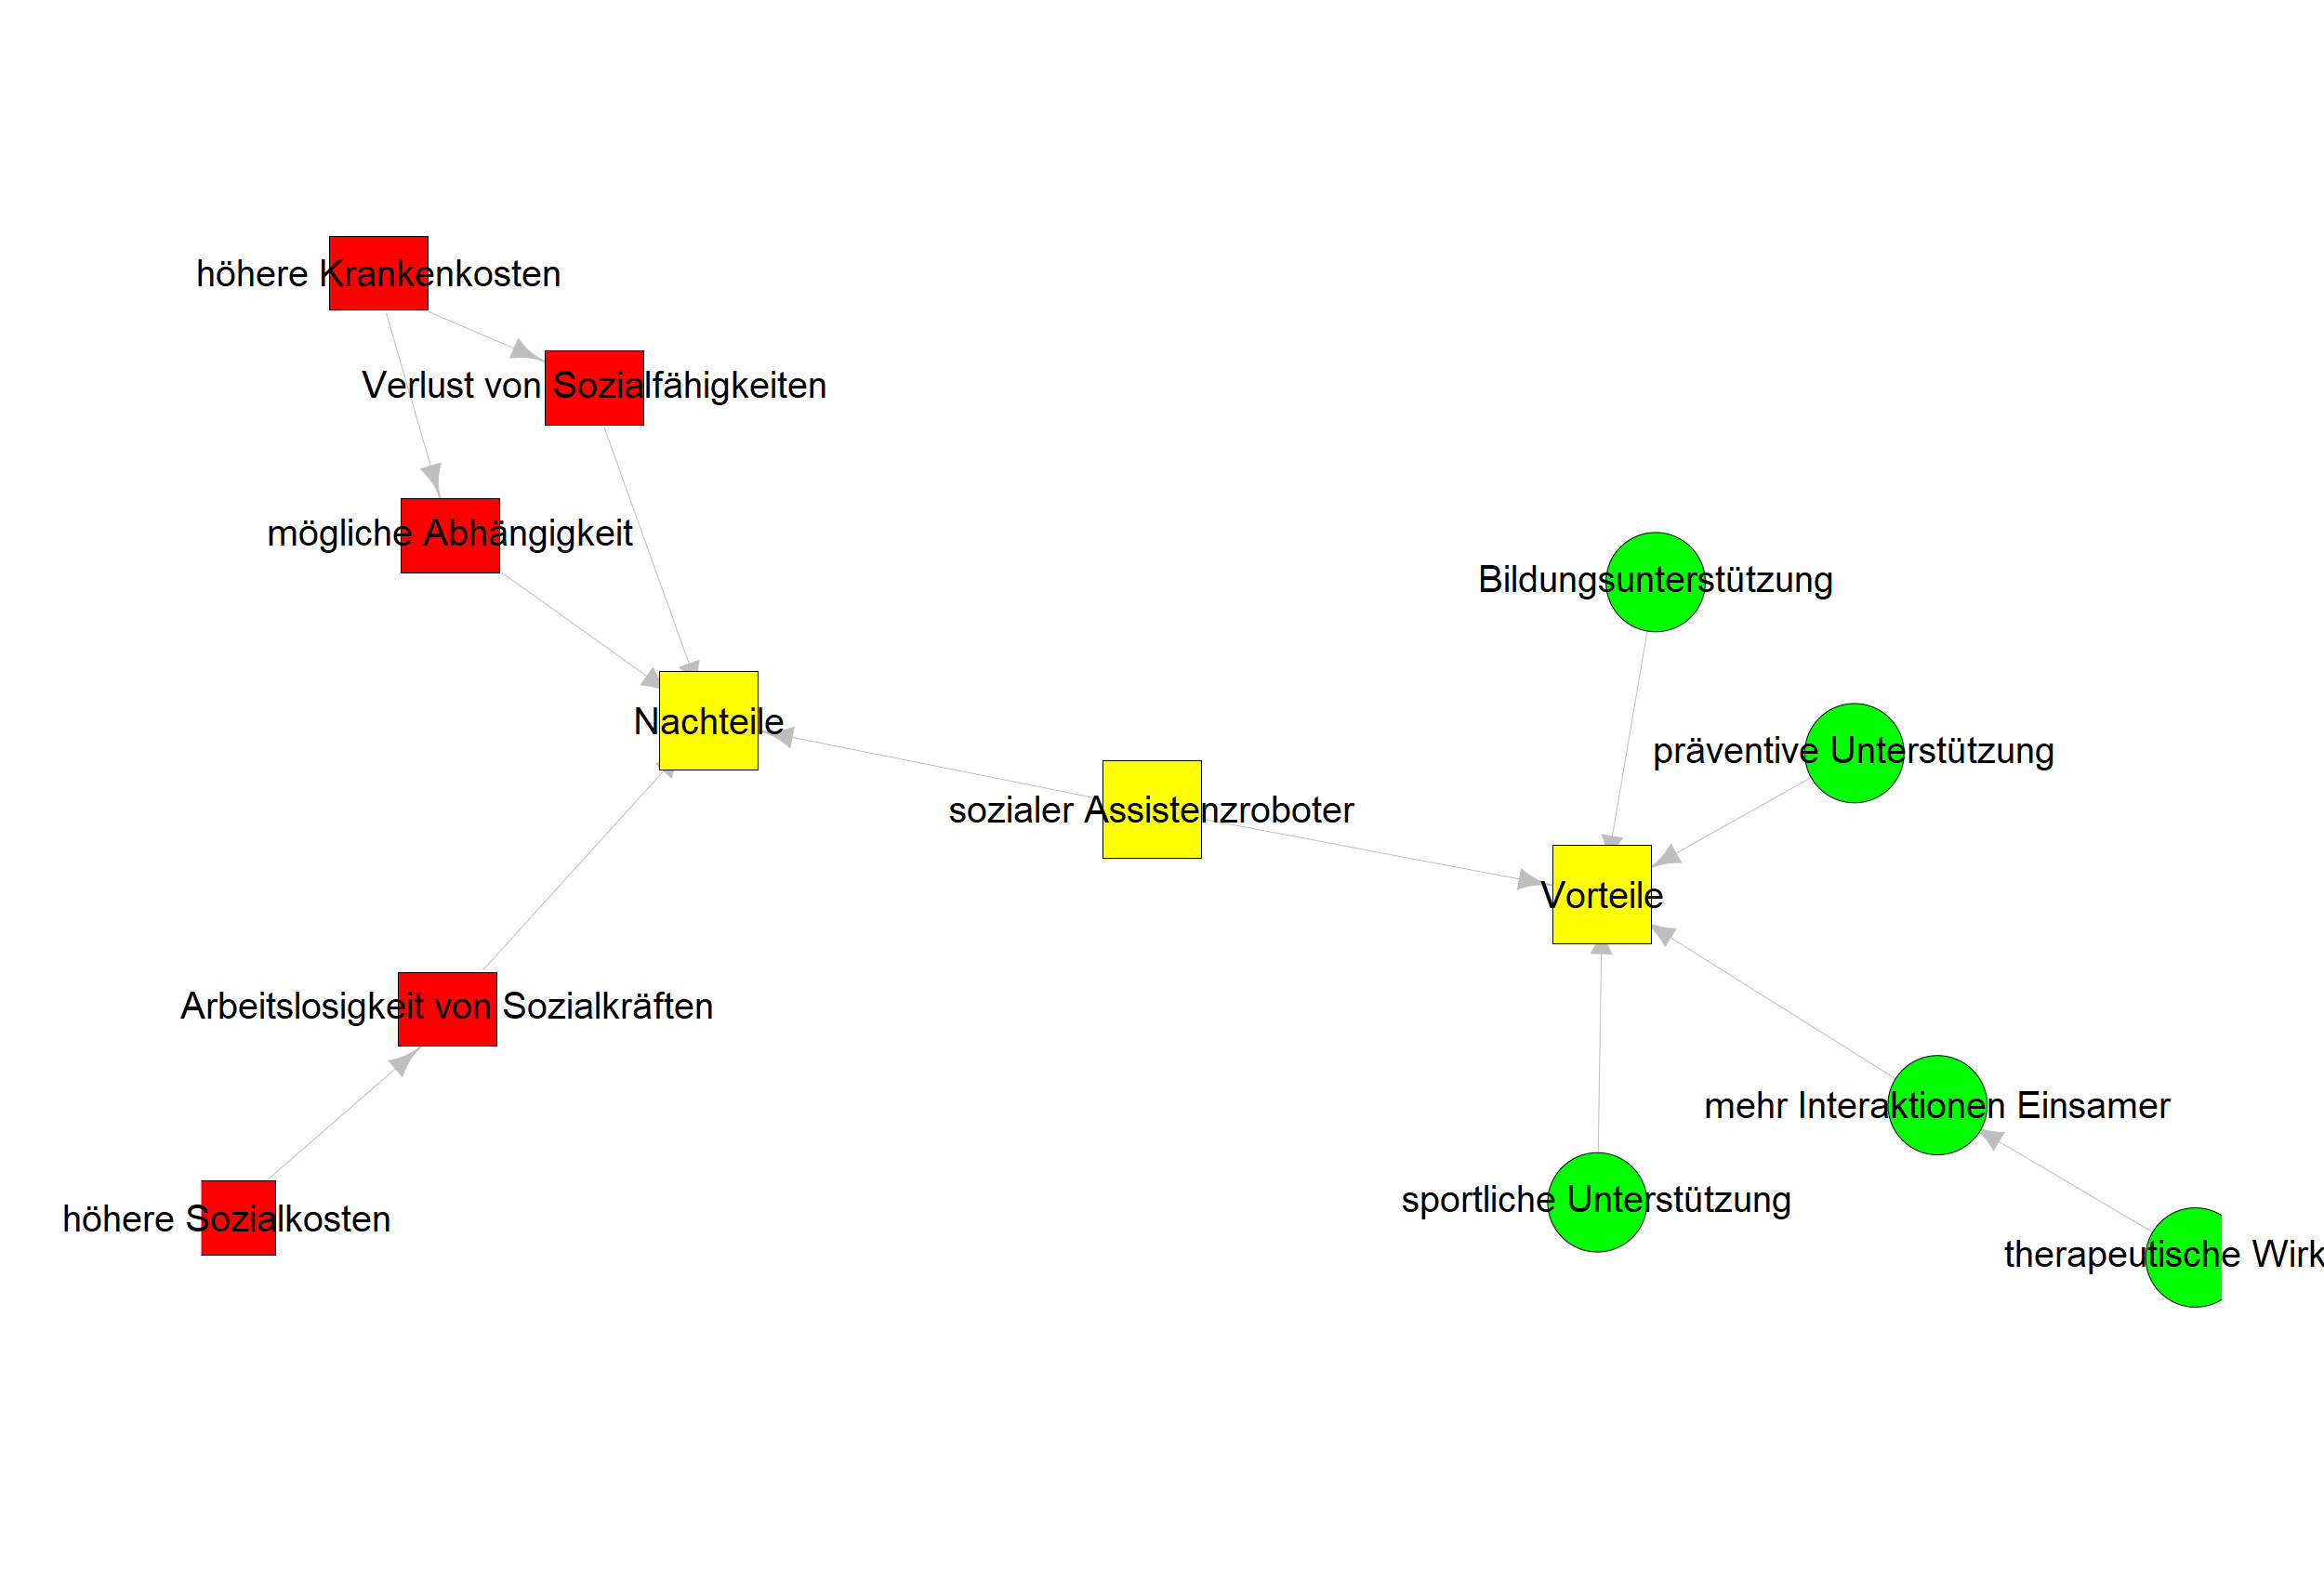 höhere Krankenkosten
Verlust von Sozialfähigkeiten
mögliche Abhängigkeit
Bildungsunterstützung
Nachteile
präventive Unterstützung
sozialer Assistenzroboter
Vorteile
Arbeitslosigkeit von Sozialkräften
mehr Interaktionen Einsamer
sportliche Unterstützung
höhere Sozialkosten
therapeutische Wirk